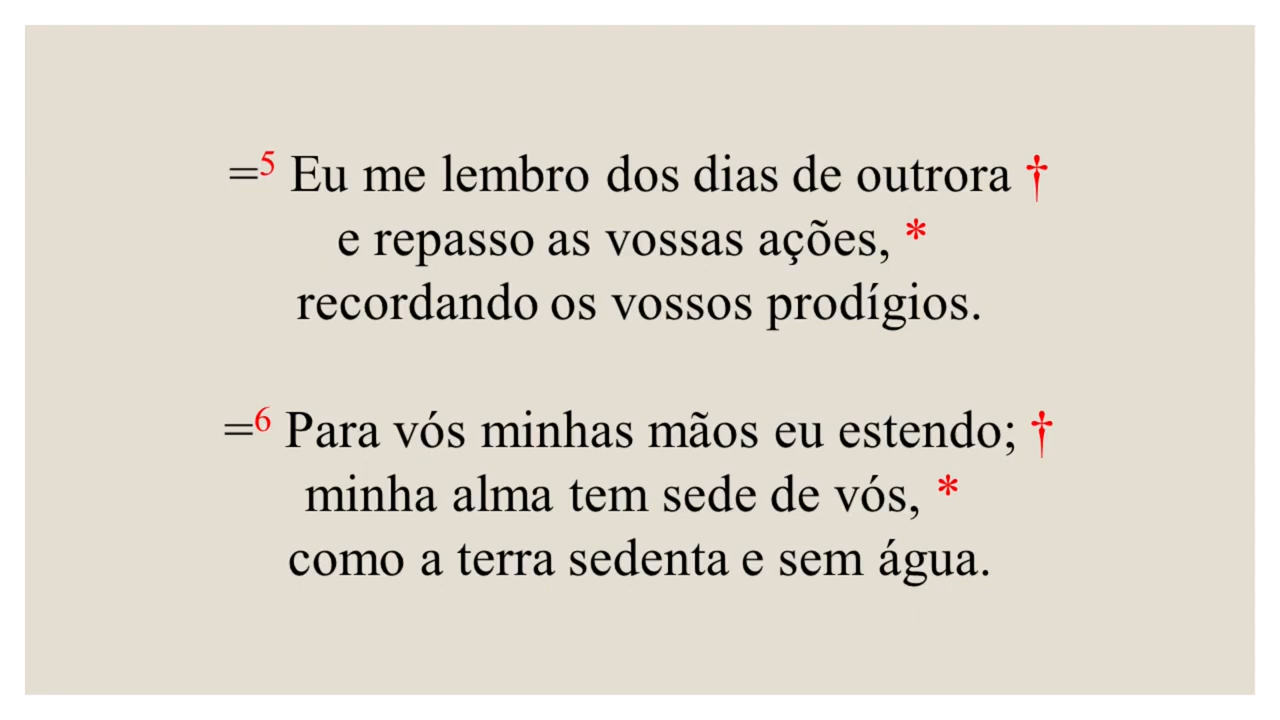 =5 Eu me lembro dos dias de outrora †
e repasso as vossas ações, *
recordando os vossos prodígios.
=6 Para vós minhas mãos eu estendo; †
minha alma tem sede de vós, *
como a terra sedenta e sem água.